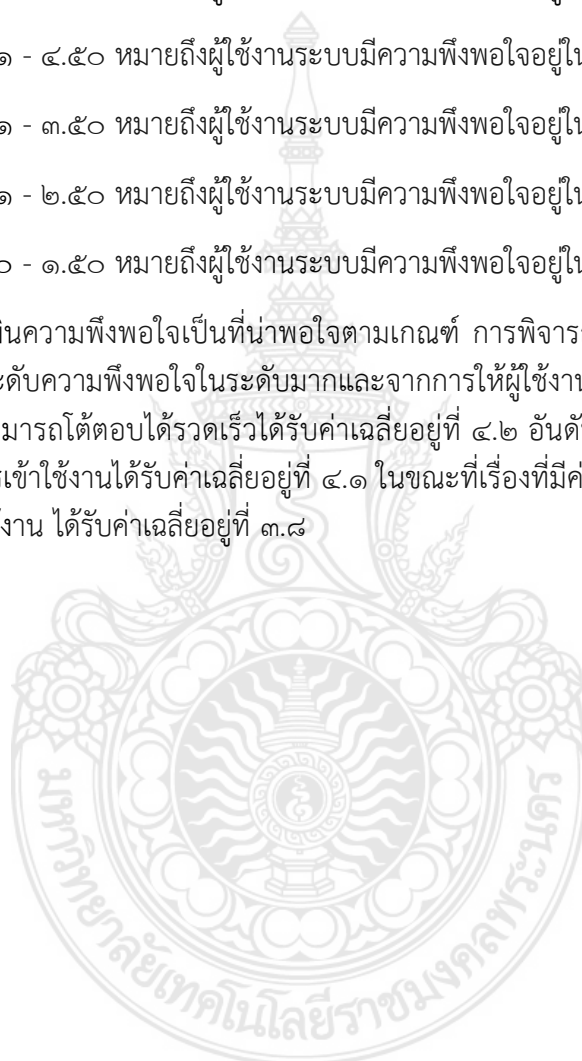 ๑ - ๔.๕๐ หมายถึงผู้ใช้งานระบบมีความพึงพอใจอยู่ใน
๑ - ๓.๕๐ หมายถึงผู้ใช้งานระบบมีความพึงพอใจอยู่ใน
๑ - ๒.๕๐ หมายถึงผู้ใช้งานระบบมีความพึงพอใจอยู่ใน
๐ - ๑.๕๐ หมายถึงผู้ใช้งานระบบมีความพึงพอใจอยู่ใน
มินความพึงพอใจเป็นที่น่าพอใจตามเกณฑ์ การพิจาร
ะดับความพึงพอใจในระดับมากและจากการให้ผู้ใช้งาน
มารถโต้ตอบได้รวดเร็วได้รับค่าเฉลี่ยอยู่ที่ ๔.๒ อันดั
รเข้าใช้งานได้รับค่าเฉลี่ยอยู่ที่ ๔.๑ ในขณะที่เรื่องที่มีค่
ช้งาน ได้รับค่าเฉลี่ยอยู่ที่ ๓.๘
มหาวิทยาลัยเทคโนโลยีราชมงคลพระนคร